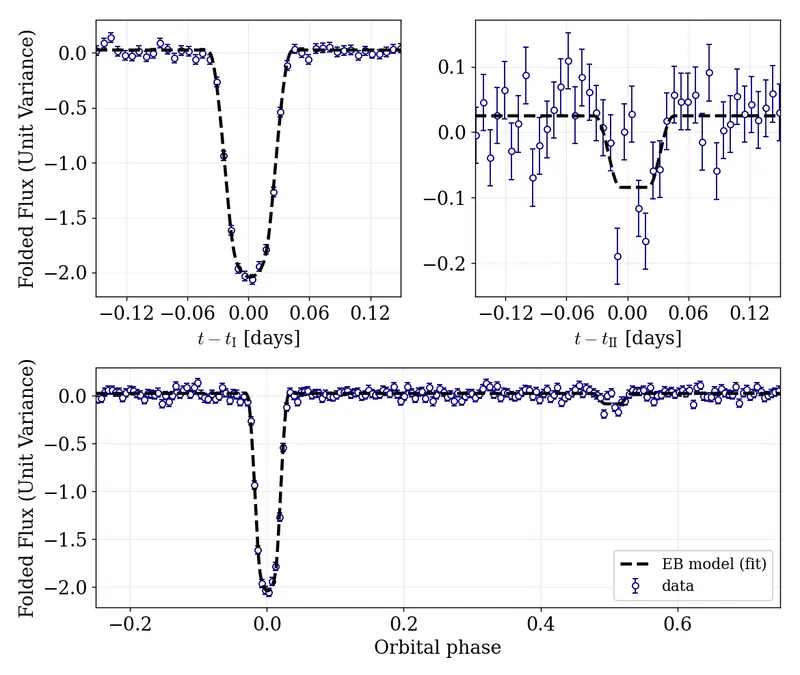 Folded Flux (Unit Variance)
0.0
−0.5
−1.0
−1.5
−2.0
−0.12 −0.06 0.00 0.06 0.12
t − tI [days]
0.1
0.0
−0.1
−0.2
−0.12 −0.06 0.00 0.06 0.12
t − tII [days]
Folded Flux (Unit Variance)
0.0
−0.5
−1.0
−1.5
−2.0
EB model (fit)
data
−0.2 0.0 0.2 0.4 0.6
Orbital phase